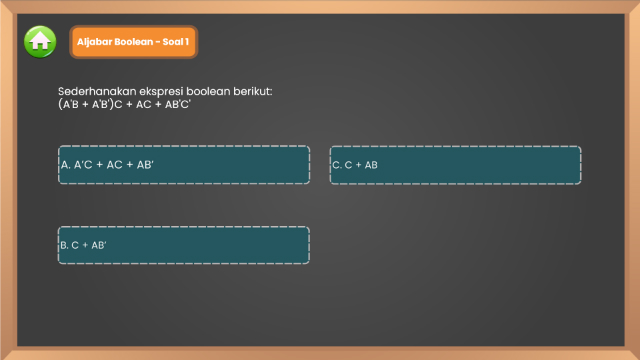 Aljabar Boolean - Soal 1
Sederhanakan ekspresi boolean berikut:
(A'B + A'B')C + AC + AB'C'
A. A'C + AC + AB'
C. C + AB
B. C + AB'